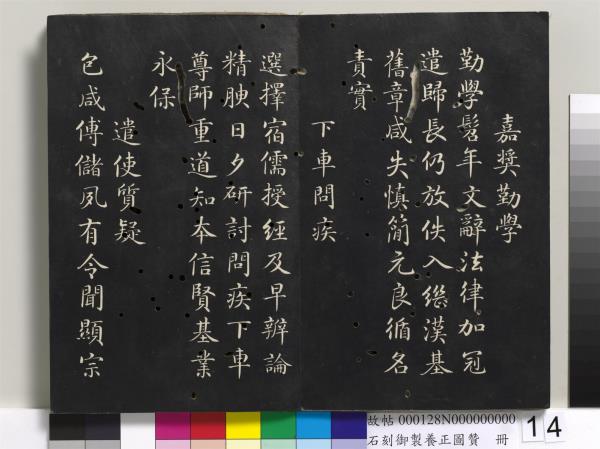 嘉奨勤學
勤學髫年文辭法律加冠
遣歸長仍放佚入繼漢基
舊章咸失慎簡元良循名
責實
下車問疾
選擇宿儒授經及早辨論
精腴日夕研討問疾下車
尊師重道知本信賢基業
永保
遣使質疑
包咸傅儲夙有令聞顯宗
故帖 000128N000000000
石刻御製養正圖贊 冊
14